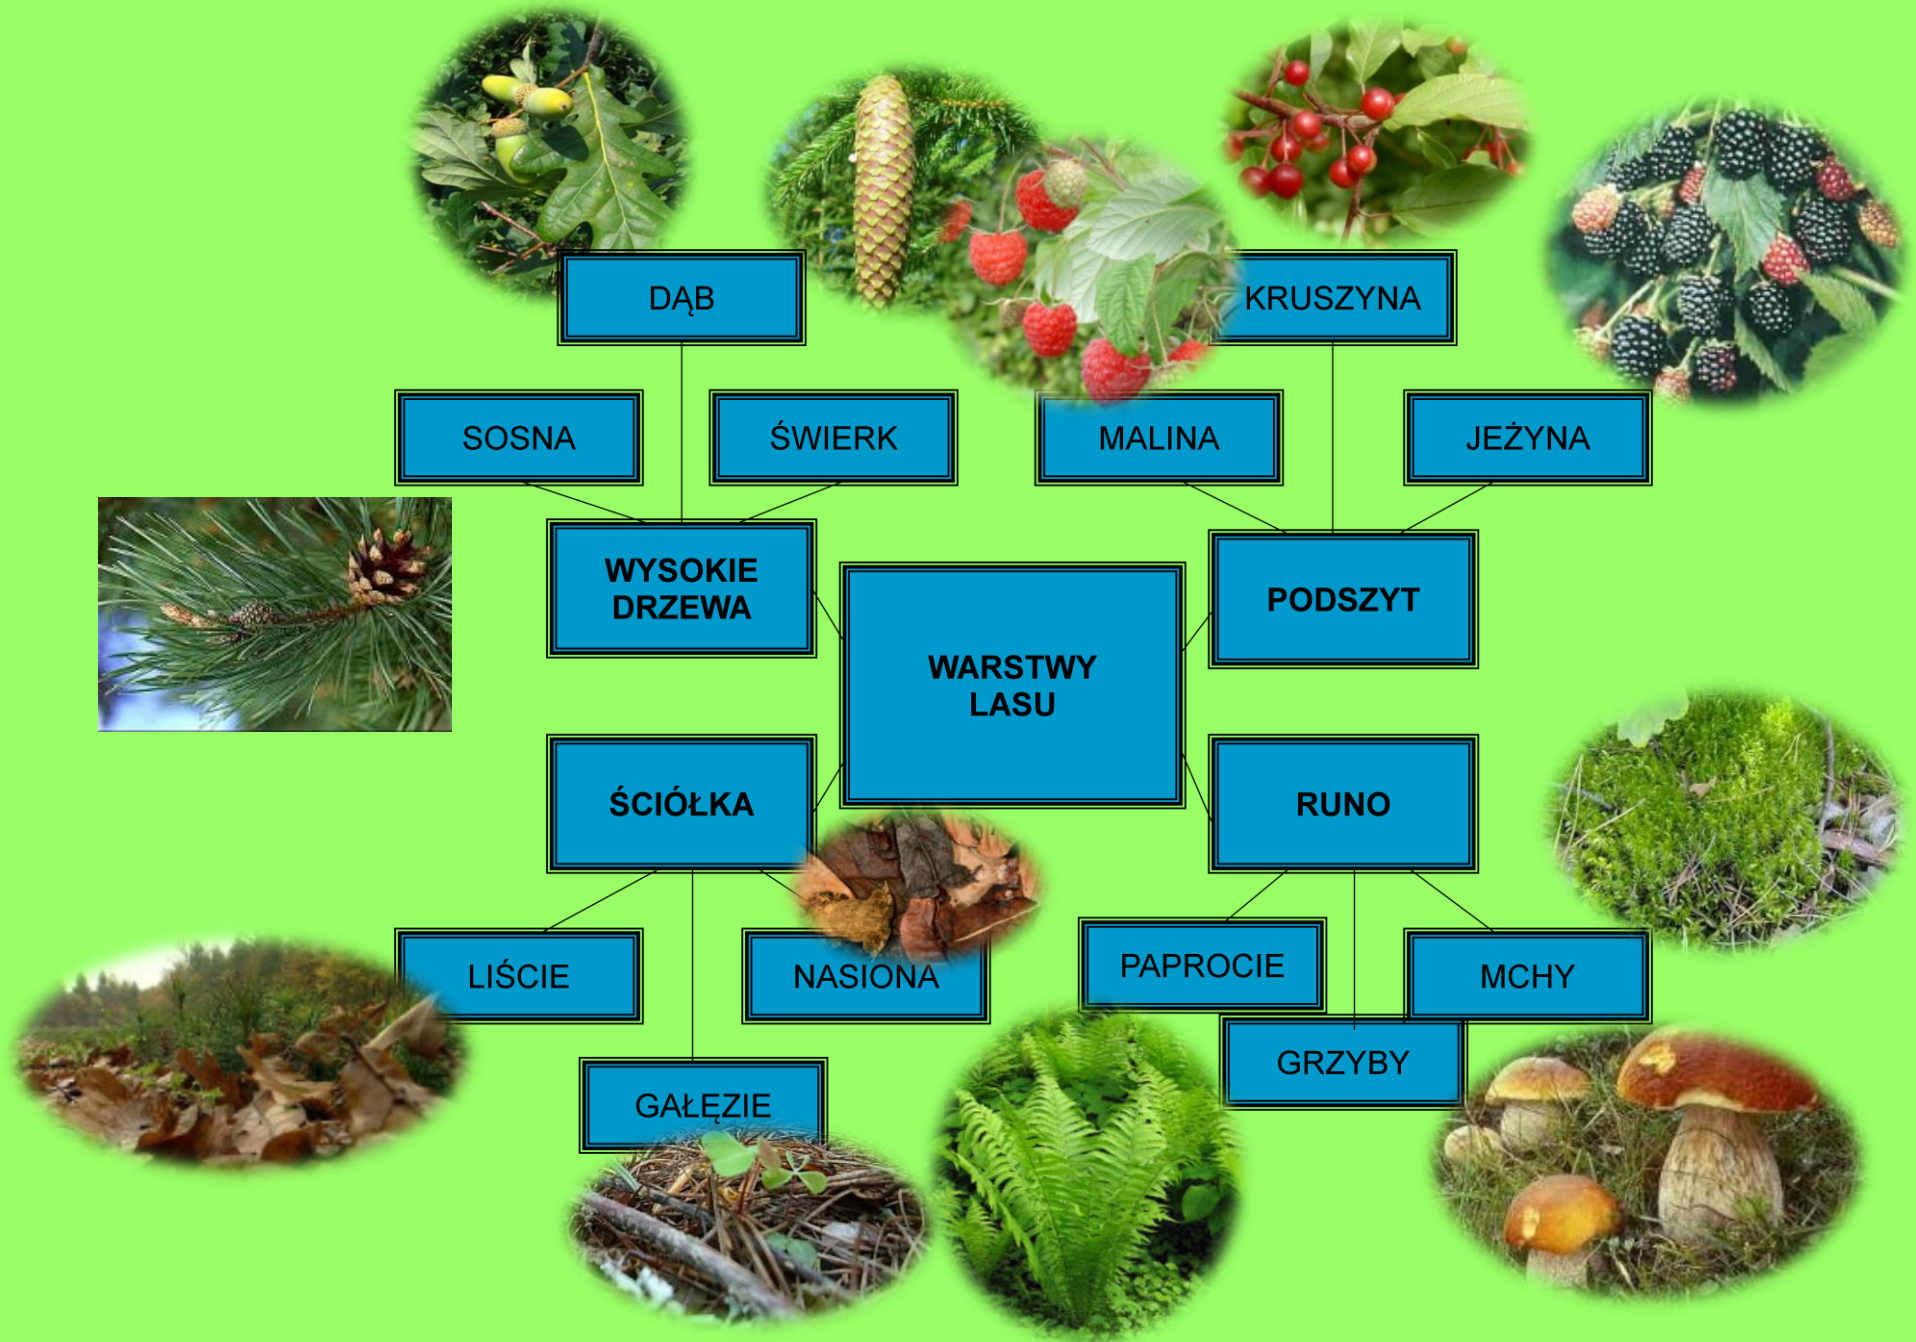 DĄB
KRUSZYNA
SOSNA
ŚWIERK
MALINA
JEŻYNA
WYSOKIE
DRZEWA
PODSZYT
WARSTWY
LASU
ŚCIÓŁKA
RUNO
LIŚCIE
NASIONA
PAPROCIE
MCHY
GRZYBY
GAŁĘZIE